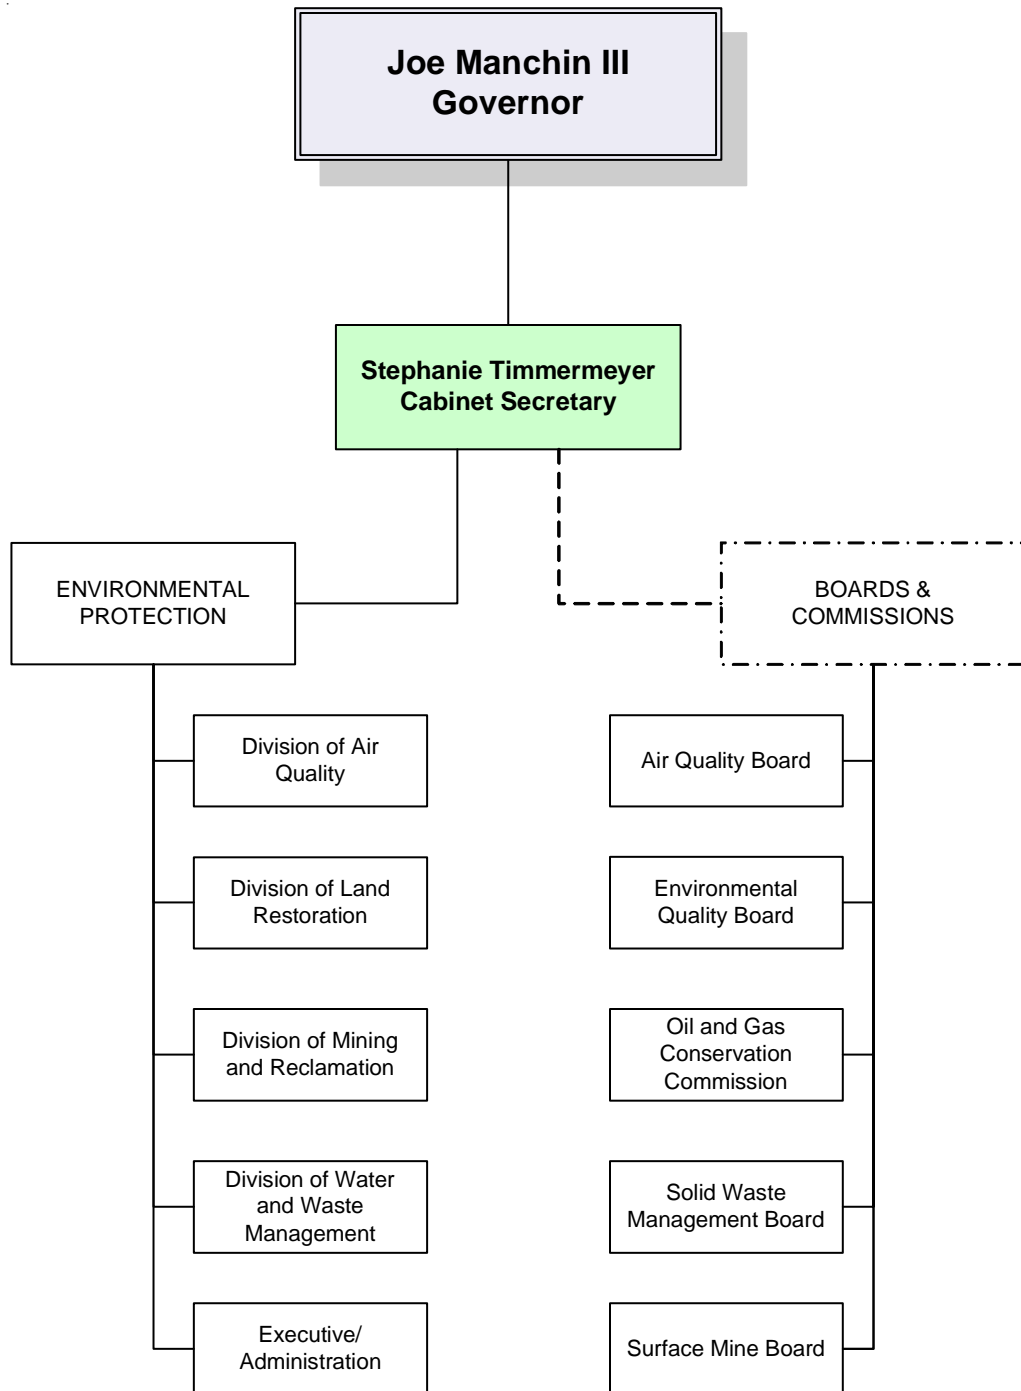 Joe Manchin III
Governor
Stephanie Timmermeyer
Cabinet Secretary
ENVIRONMENTAL
PROTECTION
BOARDS &
COMMISSIONS
Division of Air
Quality
Air Quality Board
Division of Land
Restoration
Environmental
Quality Board
Division of Mining
and Reclamation
Oil and Gas
Conservation
Commission
Division of Water
and Waste
Management
Solid Waste
Management Board
Executive/
Administration
Surface Mine Board